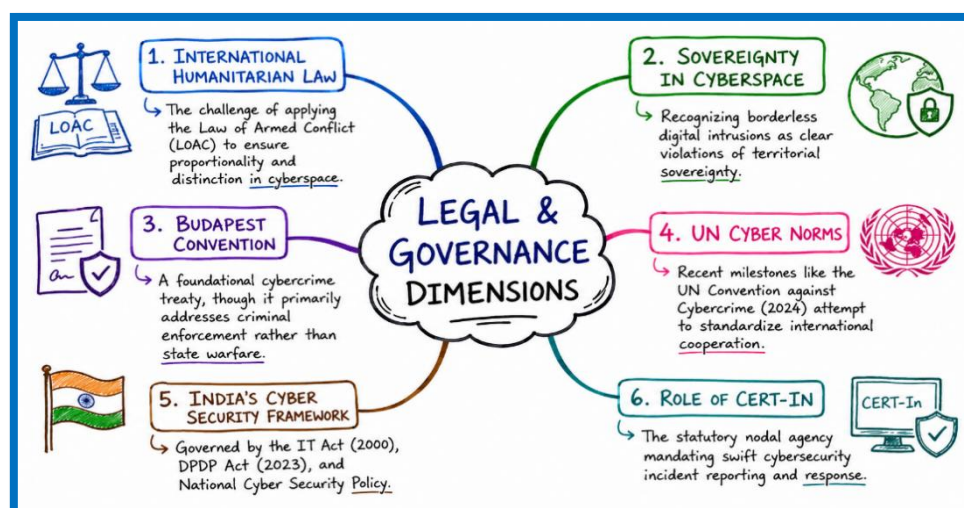 1. INTERNATIONAL
HUMANITARIAN LAW
LOAC
The challenge of applying
the Law of Armed Conflict
(LOAC) to ensure
proportionality and
distinction in cyberspace.
2. SOVEREIGNTY
IN CYBERSPACE
Recognizing borderless
digital intrusions as clear
violations of territorial
sovereignty.
LEGAL &
GOVERNANCE
DIMENSIONS
3. BUDAPEST
CONVENTION
A foundational cybercrime
treaty, though it primarily
addresses criminal
enforcement rather than
state warfare.
4. UN CYBER NORMS
Recent milestones like the
UN Convention against
Cybercrime (2024) attempt
to standardize international
cooperation.
5. INDIA'S CYBER
SECURITY FRAMEWORK
Governed by the IT Act (2000),
DPDP Act (2023), and
National Cyber Security Policy.
6. ROLE OF CERT-IN
CERT-In
The statutory nodal agency
mandating swift cybersecurity
incident reporting and response.